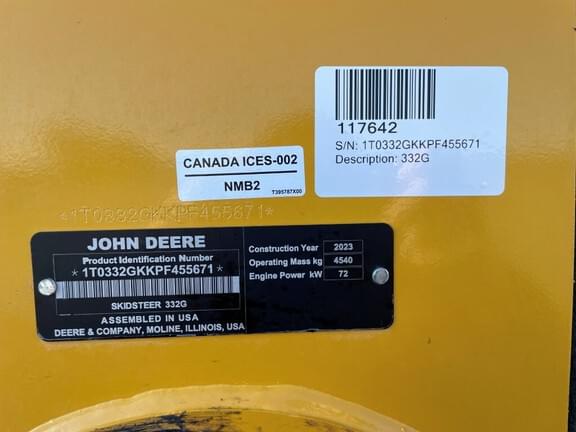 117642
S/N: 1T0332GKKPF455671
Description: 332G
CANADA ICES-002
NMB2
T395787X00
*1T0332GKKPF455671*
JOHN DEERE
Product Identification Number
*1T0332GKKPF455671*
SKIDSTEER 332G
ASSEMBLED IN USA
DEERE & COMPANY, MOLINE, ILLINOIS, USA
Construction Year 2023
Operating Mass kg 4540
Engine Power kW 72